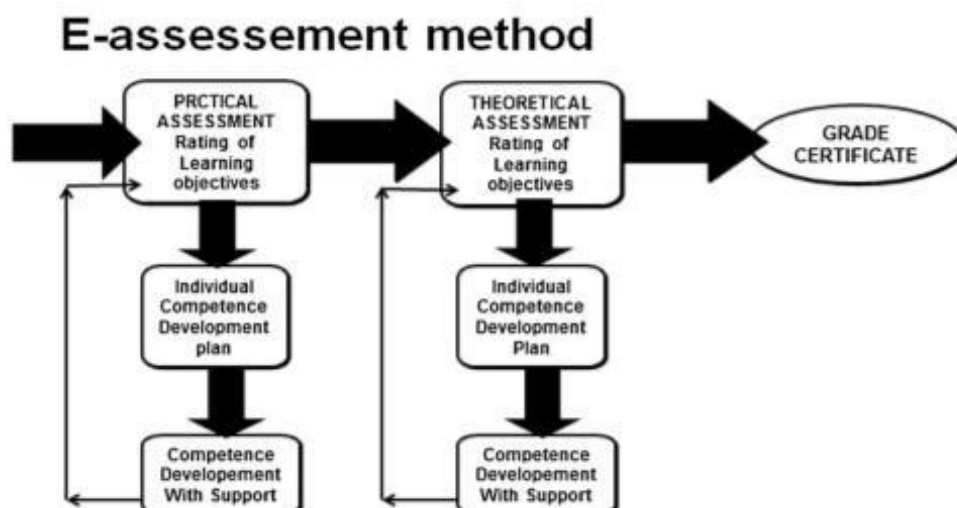 E-assessement method
PRCTICAL
ASSESSMENT
Rating of
Learning
objectives
THEORETICAL
ASSESSMENT
Rating of
Learning
objectives
GRADE
CERTIFICATE
Individual
Competence
Development
plan
Individual
Competence
Development
Plan
Competence
Developement
With Support
Competence
Developement
With Support